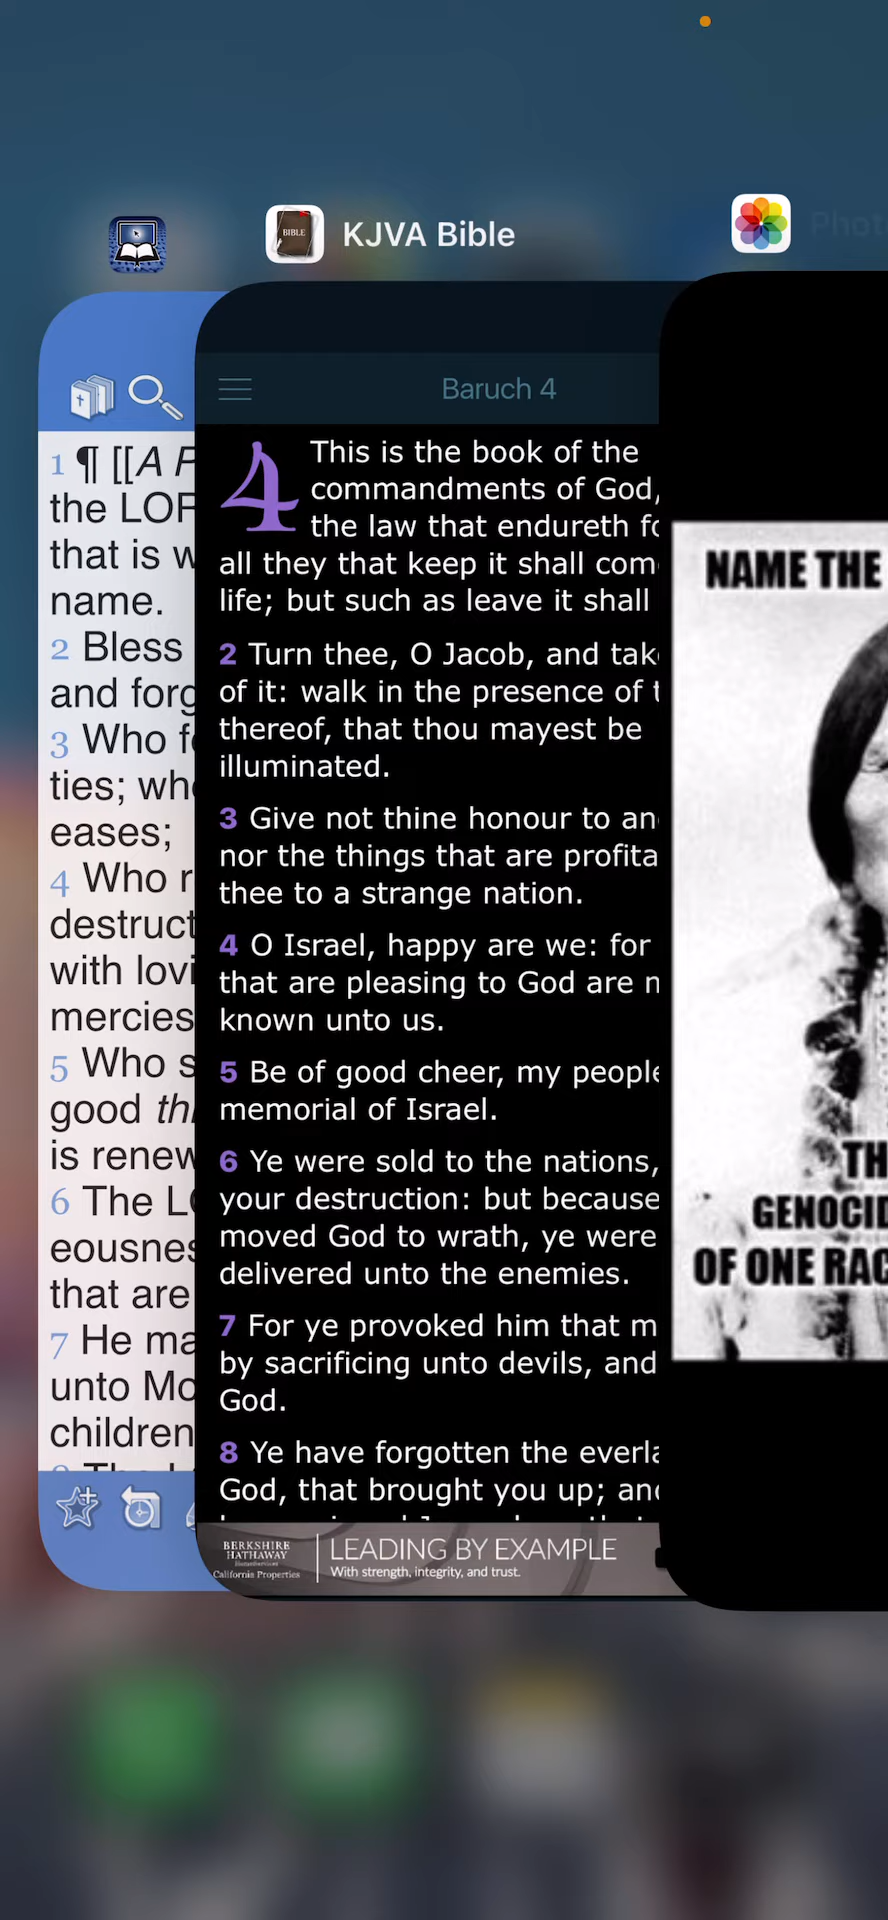 BIBLE
KJVA Bible
Phot
1 ¶ [[A
the LOR
that is w
name.
2 Bless
and forg
3 Who f
ties; who
eases;
4 Who r
destruct
with lovi
mercies
5 Who s
good thi
is renew
6 The LO
eousnes
that are
7 He ma
unto Mo
children
Baruch 4
4 This is the book of the
commandments of God,
the law that endureth fo
all they that keep it shall com
life; but such as leave it shall
2 Turn thee, O Jacob, and take
of it: walk in the presence of t
thereof, that thou mayest be
illuminated.
3 Give not thine honour to an
nor the things that are profita
thee to a strange nation.
4 O Israel, happy are we: for
that are pleasing to God are m
known unto us.
5 Be of good cheer, my people
memorial of Israel.
6 Ye were sold to the nations,
your destruction: but because
moved God to wrath, ye were
delivered unto the enemies.
7 For ye provoked him that m
by sacrificing unto devils, and
God.
8 Ye have forgotten the everla
God, that brought you up; and
BERKSHIRE
HATHAWAY
HomeServices
California Properties
LEADING BY EXAMPLE
With strength, integrity, and trust.
NAME THE
TH
GENOCID
OF ONE RAC